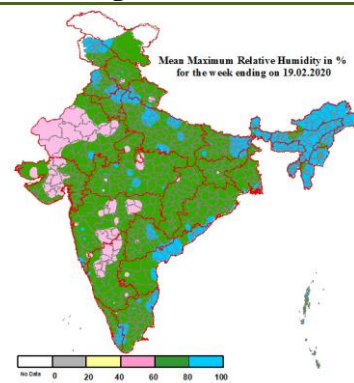 Mean Maximum Relative Humidity in %
for the week ending on 19.02.2020
No Data 0 20 40 60 80 100